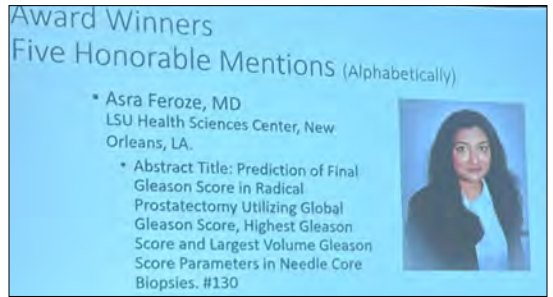 Award Winners
Five Honorable Mentions (Alphabetically)
• Asra Feroze, MD
LSU Health Sciences Center, New
Orleans, LA.
• Abstract Title: Prediction of Final
Gleason Score in Radical
Prostatectomy Utilizing Global
Gleason Score, Highest Gleason
Score and Largest Volume Gleason
Score Parameters in Needle Core
Biopsies. #130